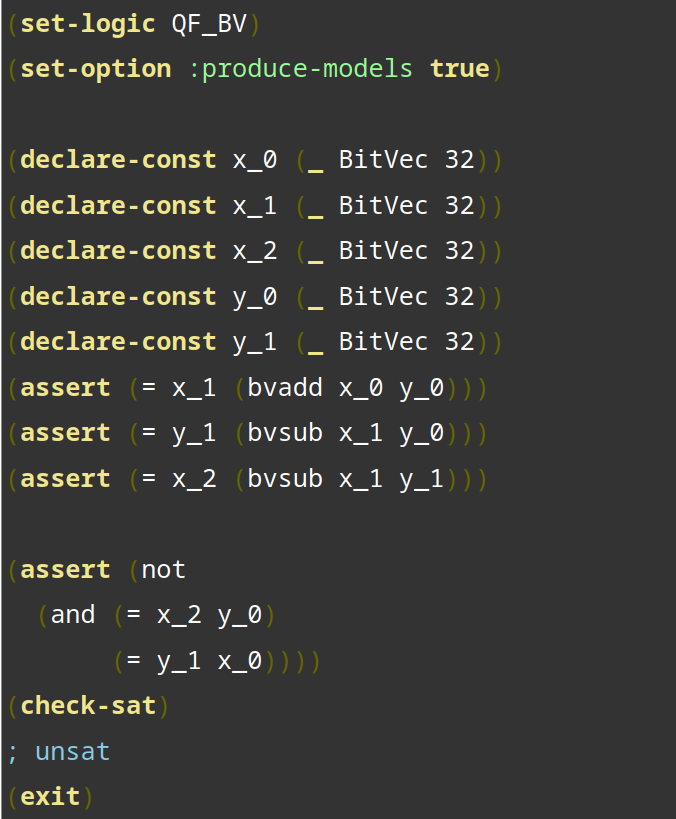 (set-logic QF_BV)
(set-option :produce-models true)

(declare-const x_0 (_ BitVec 32))
(declare-const x_1 (_ BitVec 32))
(declare-const x_2 (_ BitVec 32))
(declare-const y_0 (_ BitVec 32))
(declare-const y_1 (_ BitVec 32))
(assert (= x_1 (bvadd x_0 y_0)))
(assert (= y_1 (bvsub x_1 y_0)))
(assert (= x_2 (bvsub x_1 y_1)))

(assert (not
  (and (= x_2 y_0)
       (= y_1 x_0))))
(check-sat)
; unsat
(exit)